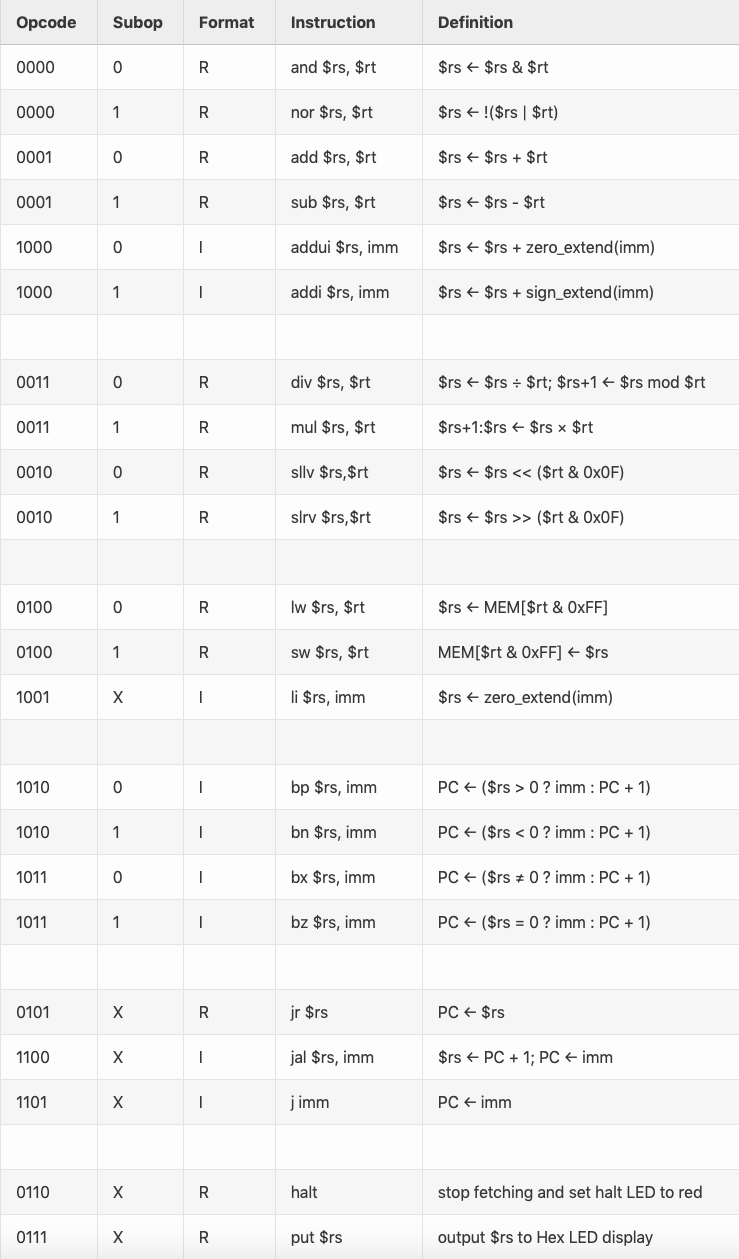 Opcode Subop Format Instruction Definition
0000 0 R and $rs, $rt $rs ← $rs & $rt
0000 1 R nor $rs, $rt $rs ← !($rs | $rt)
0001 0 R add $rs, $rt $rs ← $rs + $rt
0001 1 R sub $rs, $rt $rs ← $rs - $rt
1000 0 I addui $rs, imm $rs ← $rs + zero_extend(imm)
1000 1 I addi $rs, imm $rs ← $rs + sign_extend(imm)
0011 0 R div $rs, $rt $rs ← $rs ÷ $rt; $rs+1 ← $rs mod $rt
0011 1 R mul $rs, $rt $rs+1:$rs ← $rs × $rt
0010 0 R sllv $rs,$rt $rs ← $rs << ($rt & 0x0F)
0010 1 R slrv $rs,$rt $rs ← $rs >> ($rt & 0x0F)
0100 0 R lw $rs, $rt $rs ← MEM[$rt & 0xFF]
0100 1 R sw $rs, $rt MEM[$rt & 0xFF] ← $rs
1001 X I li $rs, imm $rs ← zero_extend(imm)
1010 0 I bp $rs, imm PC ← ($rs > 0 ? imm : PC + 1)
1010 1 I bn $rs, imm PC ← ($rs < 0 ? imm : PC + 1)
1011 0 I bx $rs, imm PC ← ($rs ≠ 0 ? imm : PC + 1)
1011 1 I bz $rs, imm PC ← ($rs = 0 ? imm : PC + 1)
0101 X R jr $rs PC ← $rs
1100 X I jal $rs, imm $rs ← PC + 1; PC ← imm
1101 X I j imm PC ← imm
0110 X R halt stop fetching and set halt LED to red
0111 X R put $rs output $rs to Hex LED display